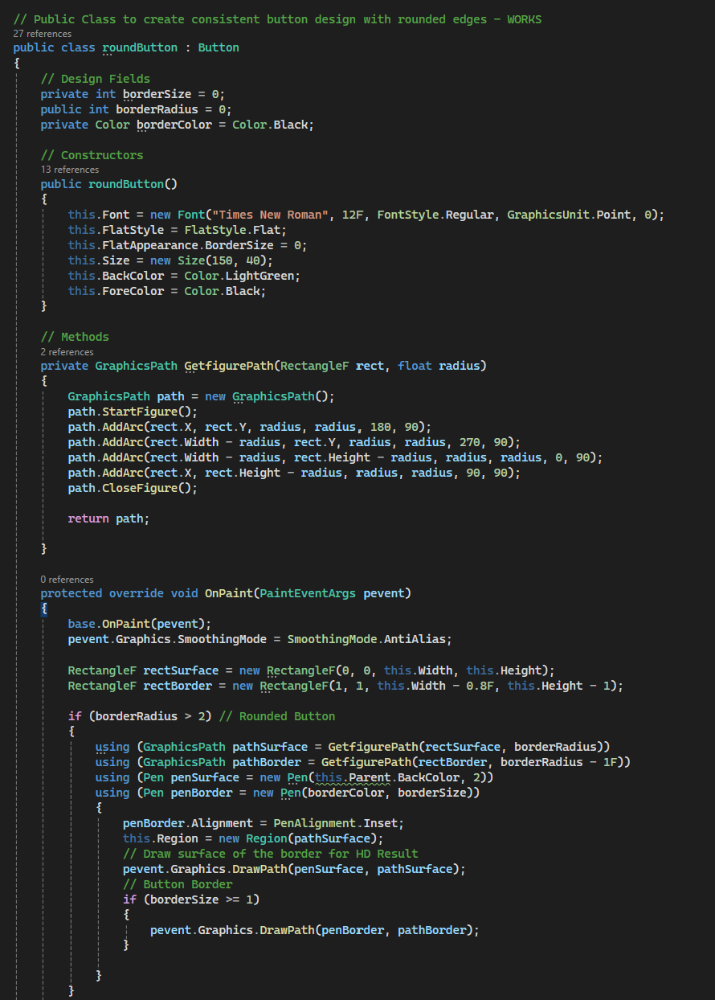 // Public Class to create consistent button design with rounded edges - WORKS
27 references
public class roundButton : Button
{
// Design Fields
private int borderSize = 0;
public int borderRadius = 0;
private Color borderColor = Color.Black;
// Constructors
13 references
public roundButton()
{
this.Font = new Font("Times New Roman", 12F, FontStyle.Regular, GraphicsUnit.Point, 0);
this.FlatStyle = FlatStyle.Flat;
this.FlatAppearance.BorderSize = 0;
this.Size = new Size(150, 40);
this.BackColor = Color.LightGreen;
this.ForeColor = Color.Black;
}
// Methods
2 references
private GraphicsPath GetfigurePath(RectangleF rect, float radius)
{
GraphicsPath path = new GraphicsPath();
path.StartFigure();
path.AddArc(rect.X, rect.Y, radius, radius, 180, 90);
path.AddArc(rect.Width - radius, rect.Y, radius, radius, 270, 90);
path.AddArc(rect.Width - radius, rect.Height - radius, radius, radius, 0, 90);
path.AddArc(rect.X, rect.Height - radius, radius, radius, 90, 90);
path.CloseFigure();
return path;
}
0 references
protected override void OnPaint(PaintEventArgs pevent)
{
base.OnPaint(pevent);
pevent.Graphics.SmoothingMode = SmoothingMode.AntiAlias;
RectangleF rectSurface = new RectangleF(0, 0, this.Width, this.Height);
RectangleF rectBorder = new RectangleF(1, 1, this.Width - 0.8F, this.Height - 1);
if (borderRadius > 2) // Rounded Button
{
using (GraphicsPath pathSurface = GetfigurePath(rectSurface, borderRadius))
using (GraphicsPath pathBorder = GetfigurePath(rectBorder, borderRadius - 1F))
using (Pen penSurface = new Pen(this.Parent.BackColor, 2))
using (Pen penBorder = new Pen(borderColor, borderSize))
{
penBorder.Alignment = PenAlignment.Inset;
this.Region = new Region(pathSurface);
// Draw surface of the border for HD Result
pevent.Graphics.DrawPath(penSurface, pathSurface);
// Button Border
if (borderSize >= 1)
{
pevent.Graphics.DrawPath(penBorder, pathBorder);
}
}
}